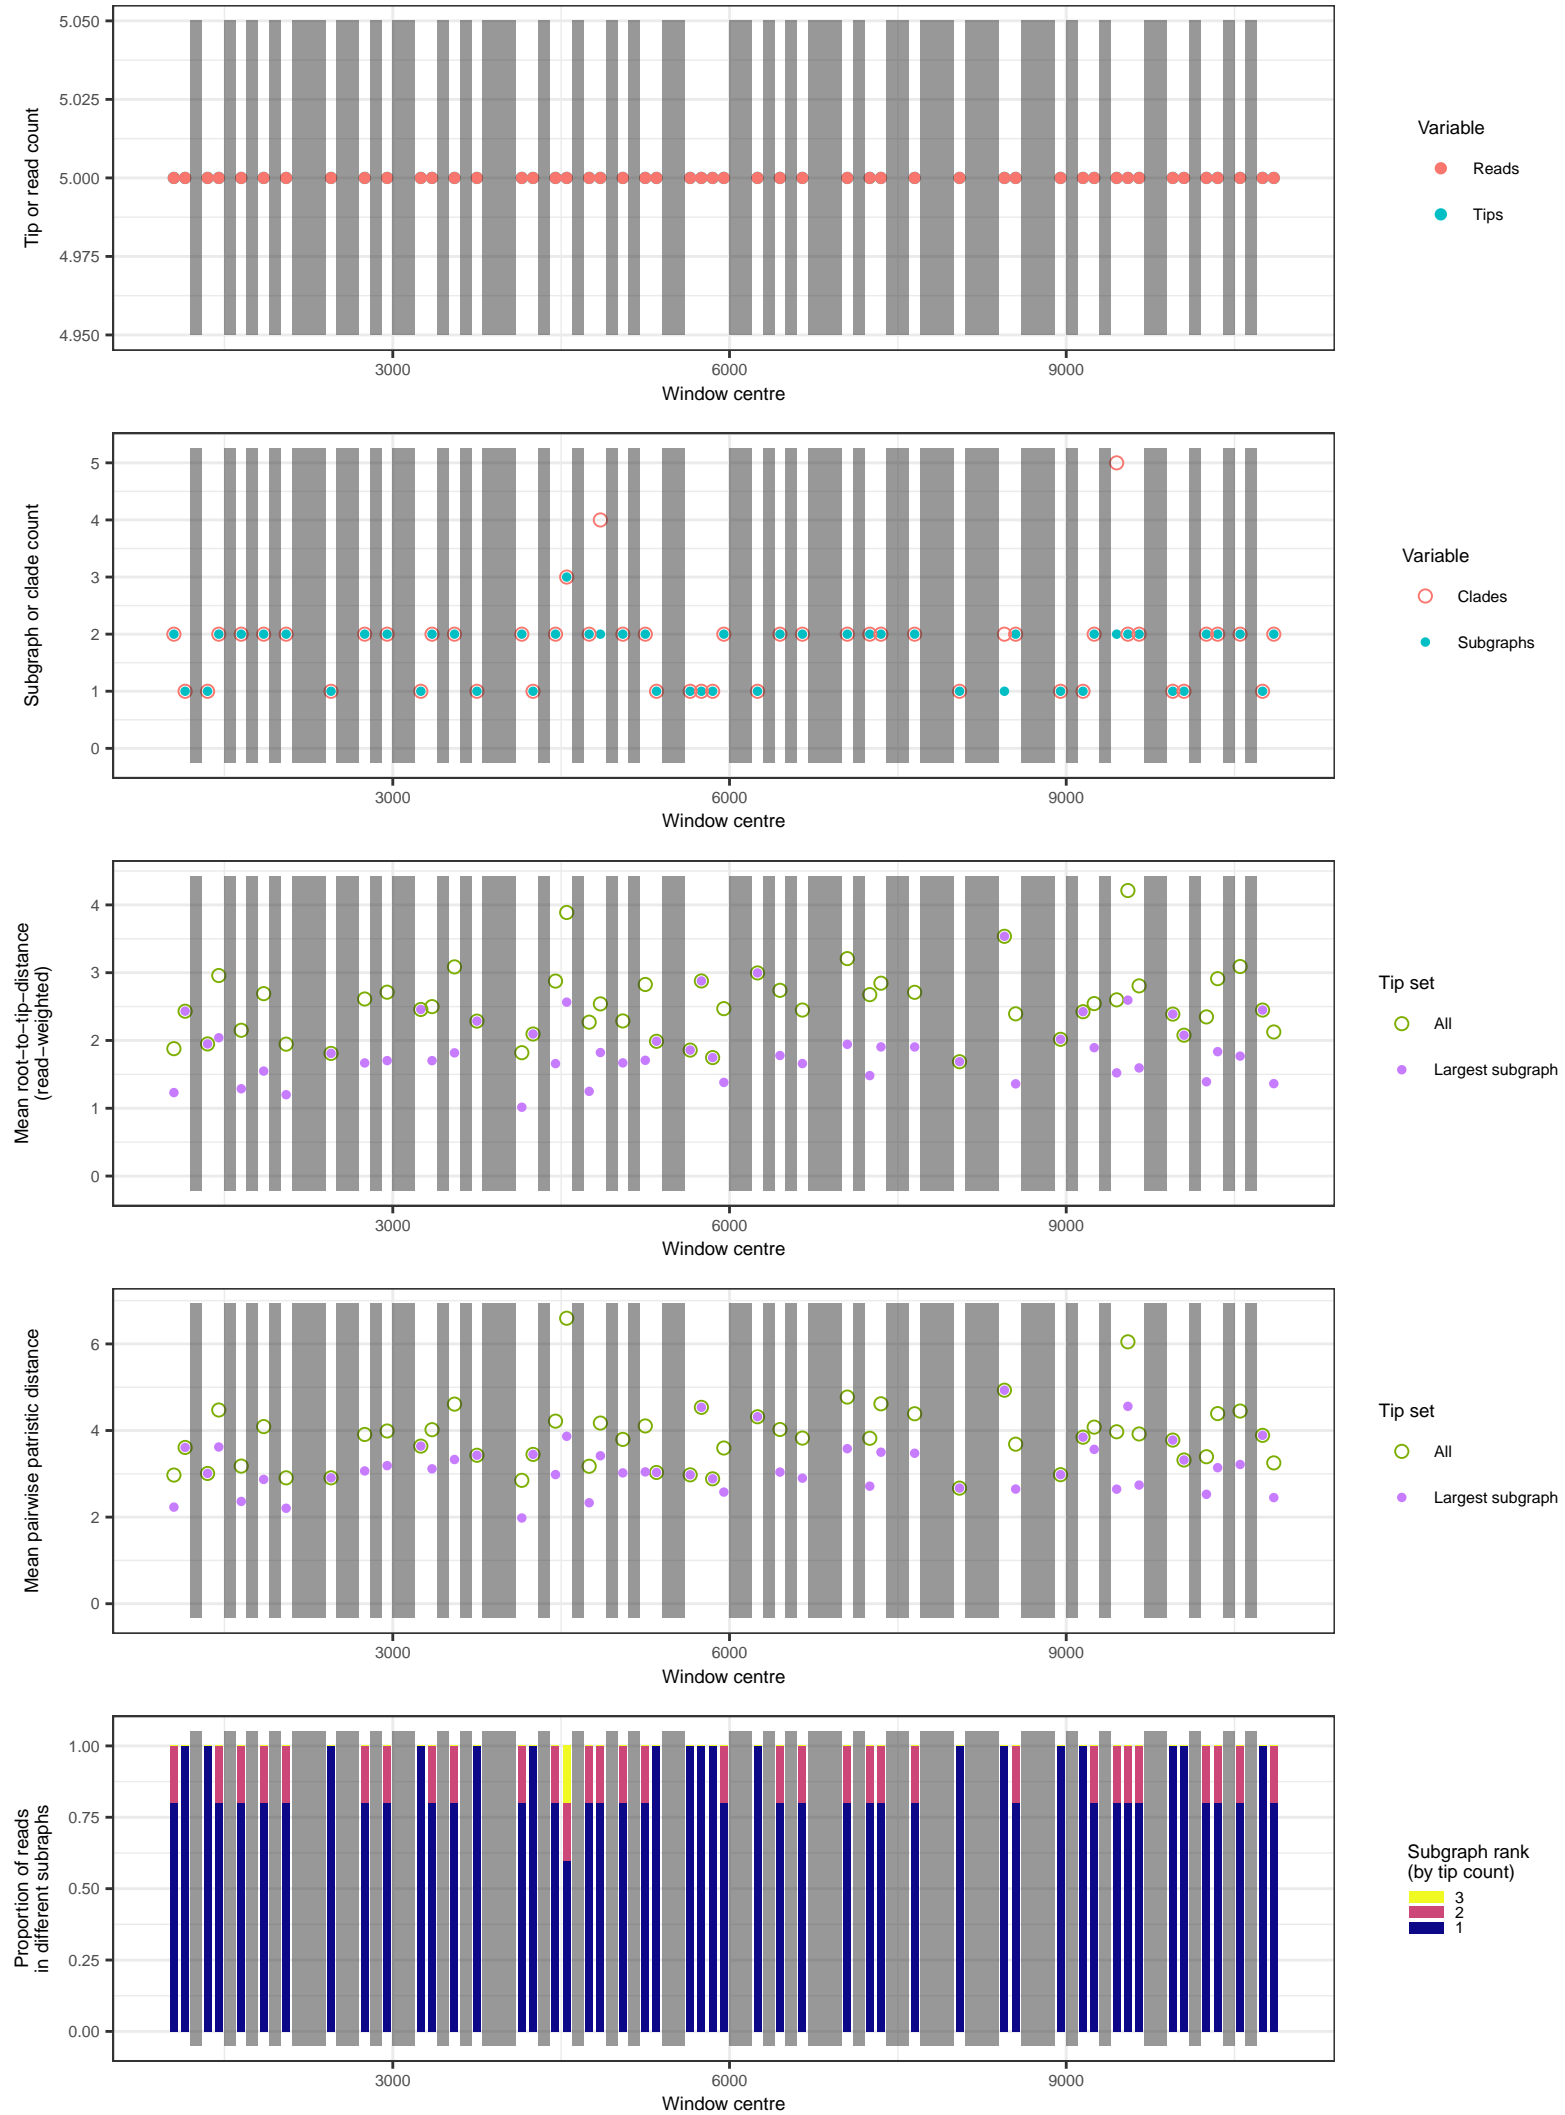 5.050
5.025
5.000
4.975
4.950
Tip or read count
3000
6000
9000
Window centre
Variable
Reads
Tips
5
4
3
2
1
0
Subgraph or clade count
3000
6000
9000
Window centre
Variable
Clades
Subgraphs
4
3
2
1
0
Mean root−to−tip−distance
(read−weighted)
3000
6000
9000
Window centre
Tip set
All
Largest subgraph
6
4
2
0
Mean pairwise patristic distance
3000
6000
9000
Window centre
Tip set
All
Largest subgraph
1.00
0.75
0.50
0.25
0.00
Proportion of reads
in different subraphs
3000
6000
9000
Window centre
Subgraph rank
(by tip count)
3
2
1